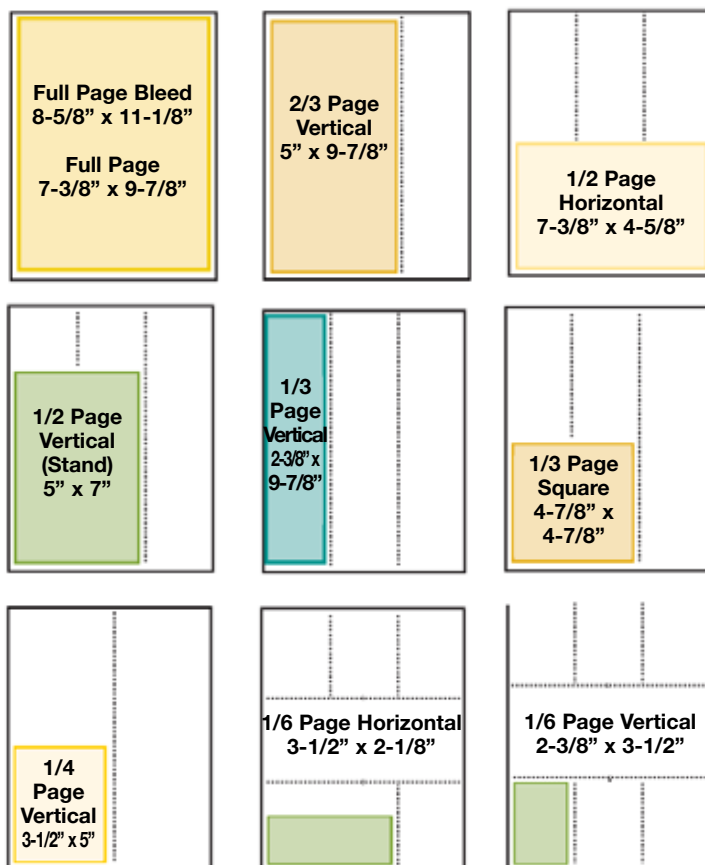 Full Page Bleed
8-5/8” x 11-1/8”
Full Page
7-3/8” x 9-7/8”
2/3 Page
Vertical
5” x 9-7/8”
1/2 Page
Horizontal
7-3/8” x 4-5/8”
1/2 Page
Vertical
(Stand)
5” x 7”
1/3
Page
Vertical
2-3/8” x
9-7/8”
1/3 Page
Square
4-7/8” x
4-7/8”
1/4
Page
Vertical
3-1/2” x 5”
1/6 Page Horizontal
3-1/2” x 2-1/8”
1/6 Page Vertical
2-3/8” x 3-1/2”